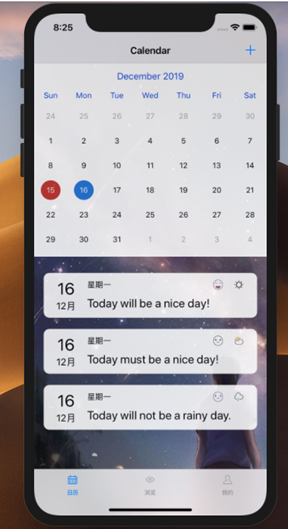 8:25
Calendar
+
December 2019
Sun Mon Tue Wed Thu Fri Sat
24 25 26 27 28 29 30
1 2 3 4 5 6 7
8 9 10 11 12 13 14
15 16 17 18 19 20 21
22 23 24 25 26 27 28
29 30 31 1 2 3 4
16 星期一
12月 Today will be a nice day!
16 星期一
12月 Today must be a nice day!
16 星期一
12月 Today will not be a rainy day.
日历 浏览 我的